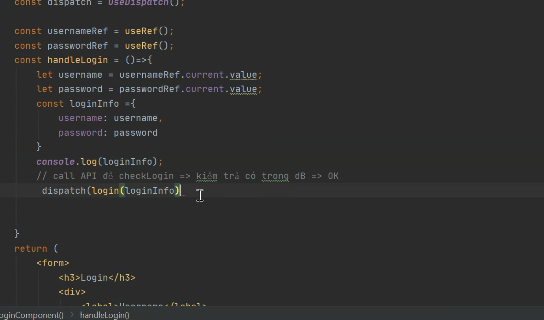 const dispatch = useDispatch();
const usernameRef = useRef();
const passwordRef = useRef();
const handleLogin = ()=>{
let username = usernameRef.current.value;
let password = passwordRef.current.value;
const loginInfo ={
username: username,
password: password
}
console.log(loginInfo);
// call API để checkLogin => kiểm trả có trong dB => OK
dispatch(login(loginInfo)
}
return (
<form>
<h3>Login</h3>
<div>
<label>Username</label>
oginComponent() > handleLogin()